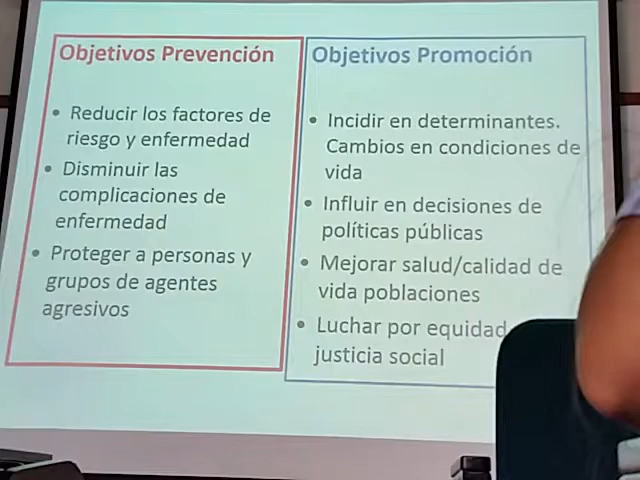 Objetivos Prevención
• Reducir los factores de
riesgo y enfermedad
• Disminuir las
complicaciones de
enfermedad
• Proteger a personas y
grupos de agentes
agresivos
Objetivos Promoción
• Incidir en determinantes.
Cambios en condiciones de
vida
• Influir en decisiones de
políticas públicas
• Mejorar salud/calidad de
vida poblaciones
• Luchar por equidad
justicia social